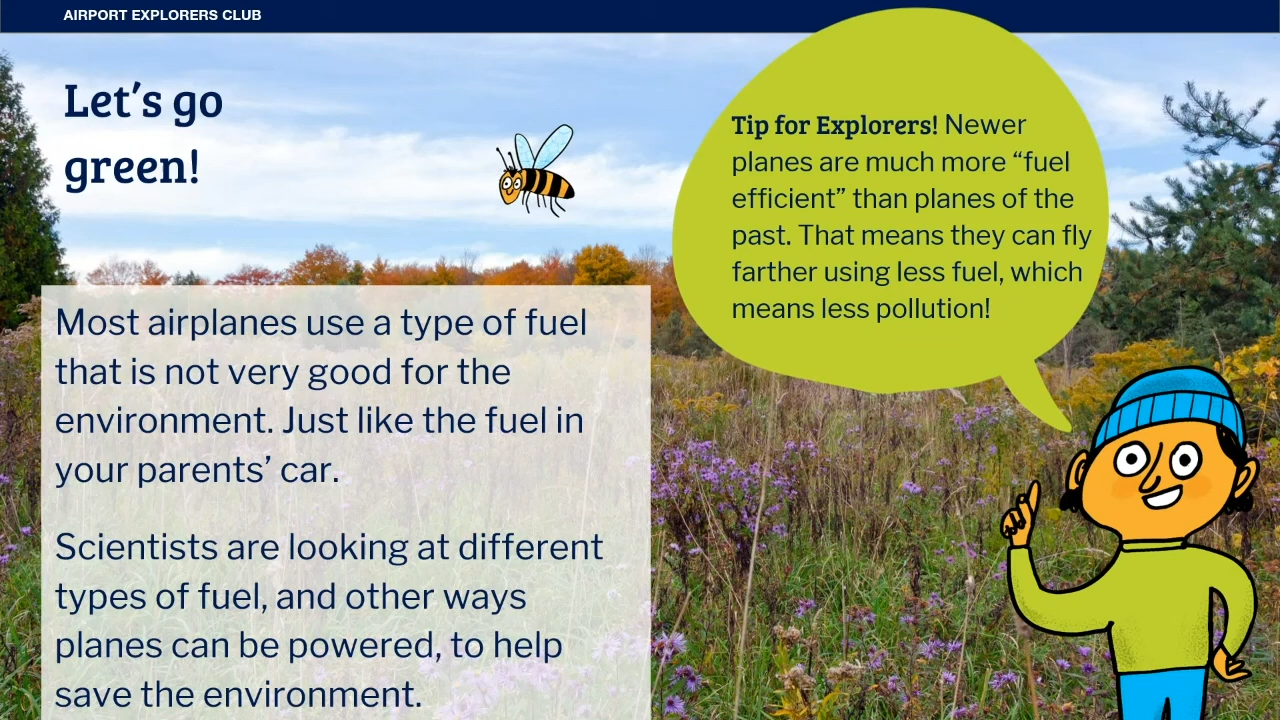 AIRPORT EXPLORERS CLUB
Let’s go
green!
Tip for Explorers! Newer
planes are much more “fuel
efficient” than planes of the
past. That means they can fly
farther using less fuel, which
means less pollution!
Most airplanes use a type of fuel
that is not very good for the
environment. Just like the fuel in
your parents’ car.
Scientists are looking at different
types of fuel, and other ways
planes can be powered, to help
save the environment.